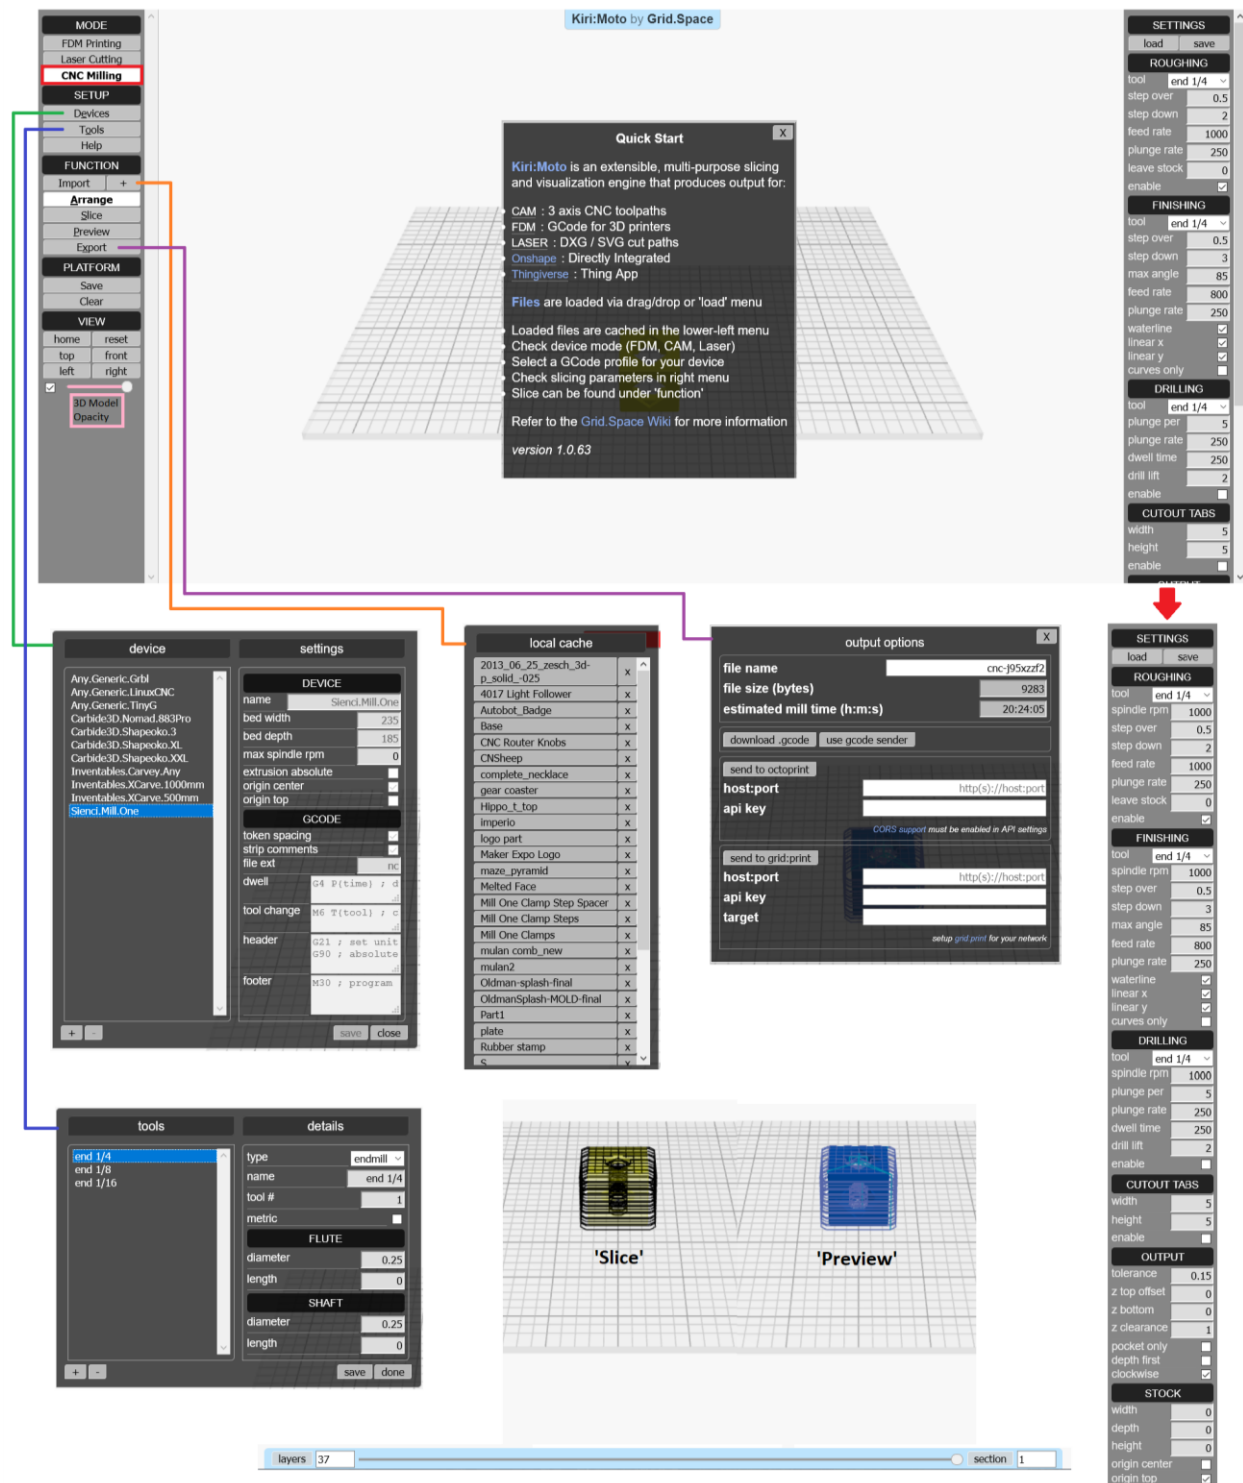 Kiri:Moto by Grid.Space
MODE
FDM Printing
Laser Cutting
CNC Milling
SETUP
Devices
Tools
Help
FUNCTION
Import +
Arrange
Slice
Preview
Export
PLATFORM
Save
Clear
VIEW
home reset
top front
left right
3D Model
Opacity
Quick Start X
Kiri:Moto is an extensible, multi-purpose slicing
and visualization engine that produces output for:
CAM : 3 axis CNC toolpaths
FDM : GCode for 3D printers
LASER : DXG / SVG cut paths
Onshape : Directly Integrated
Thingiverse : Thing App
Files are loaded via drag/drop or 'load' menu
Loaded files are cached in the lower-left menu
Check device mode (FDM, CAM, Laser)
Select a GCode profile for your device
Check slicing parameters in right menu
Slice can be found under 'function'
Refer to the Grid.Space Wiki for more information
version 1.0.63
SETTINGS
load save
ROUGHING
tool end 1/4
step over 0.5
step down 2
feed rate 1000
plunge rate 250
leave stock 0
enable
FINISHING
tool end 1/4
step over 0.5
step down 3
max angle 85
feed rate 800
plunge rate 250
waterline
linear x
linear y
curves only
DRILLING
tool end 1/4
plunge per 5
plunge rate 250
dwell time 250
drill lift 2
enable
CUTOUT TABS
width 5
height 5
enable
OUTPUT
device
Any.Generic.Grbl
Any.Generic.LinuxCNC
Any.Generic.TinyG
Carbide3D.Nomad.883Pro
Carbide3D.Shapeoko.3
Carbide3D.Shapeoko.XL
Carbide3D.Shapeoko.XXL
Inventables.Carvey.Any
Inventables.XCarve.1000mm
Inventables.XCarve.500mm
Sienci.Mill.One
+ -
settings
DEVICE
name Sienci.Mill.One
bed width 235
bed depth 185
max spindle rpm 0
extrusion absolute
origin center
origin top
GCODE
token spacing
strip comments
file ext nc
dwell G4 P{time} ; d
tool change M6 T{tool} ; c
header G21 ; set unit
G90 ; absolute
footer M30 ; program
save close
local cache
2013_06_25_zesch_3d-
p_solid_-025 x
4017 Light Follower x
Autobot_Badge x
Base x
CNC Router Knobs x
CNSheep x
complete_necklace x
gear coaster x
Hippo_t_top x
imperio x
logo part x
Maker Expo Logo x
maze_pyramid x
Melted Face x
Mill One Clamp Step Spacer x
Mill One Clamp Steps x
Mill One Clamps x
mulan comb_new x
mulan2 x
Oldman-splash-final x
OldmanSplash-MOLD-final x
Part1 x
plate x
Rubber stamp x
S x
output options X
file name cnc-j95xzzf2
file size (bytes) 9283
estimated mill time (h:m:s) 20:24:05
download .gcode use gcode sender
send to octoprint
host:port http(s)://host:port
api key
CORS support must be enabled in API settings
send to grid:print
host:port http(s)://host:port
api key
target
setup grid.print for your network
SETTINGS
load save
ROUGHING
tool end 1/4
spindle rpm 1000
step over 0.5
step down 2
feed rate 1000
plunge rate 250
leave stock 0
enable
FINISHING
tool end 1/4
spindle rpm 1000
step over 0.5
step down 3
max angle 85
feed rate 800
plunge rate 250
waterline
linear x
linear y
curves only
DRILLING
tool end 1/4
spindle rpm 1000
plunge per 5
plunge rate 250
dwell time 250
drill lift 2
enable
CUTOUT TABS
width 5
height 5
enable
OUTPUT
tolerance 0.15
z top offset 0
z bottom 0
z clearance 1
pocket only
depth first
clockwise
STOCK
width 0
depth 0
height 0
origin center
origin top
tools
end 1/4
end 1/8
end 1/16
+ -
details
type endmill
name end 1/4
tool # 1
metric
FLUTE
diameter 0.25
length 0
SHAFT
diameter 0.25
length 0
save done
'Slice'
'Preview'
layers 37 section 1